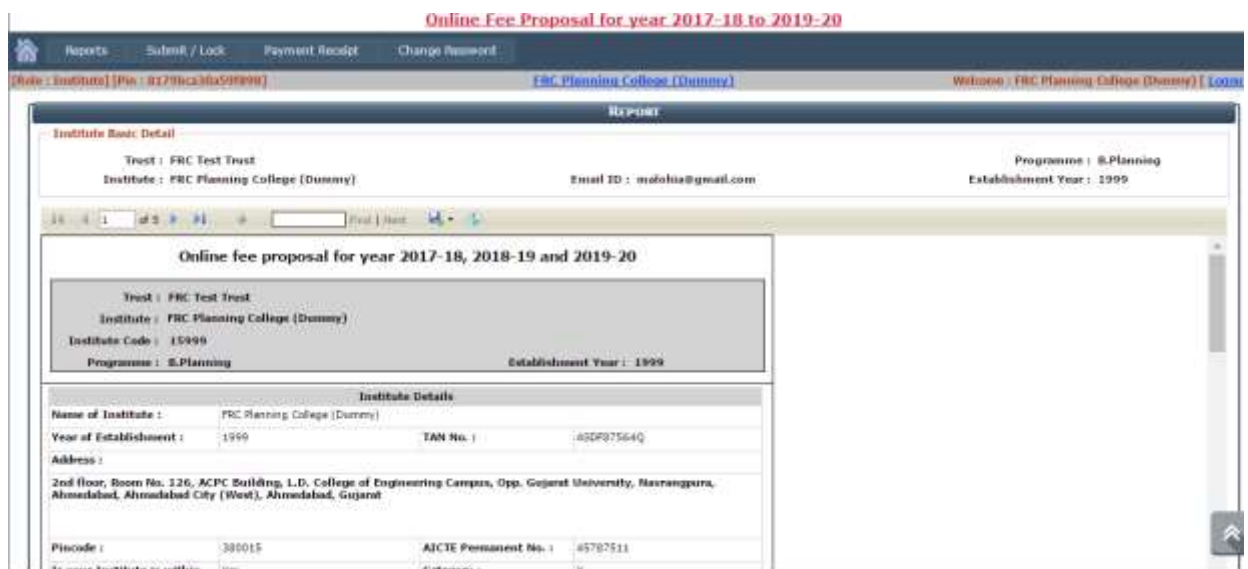 Online Fee Proposal for year 2017-18 to 2019-20
Reports Submit / Lock Payment Receipt Change Password
[Role : Institute] FRC Planning College (Dummy) Welcome : FRC Planning College (Dummy) [
REPORT
Institute Basic Detail
Trust : FRC Test Trust Programme : B.Planning
Institute : FRC Planning College (Dummy) Email ID : Establishment Year : 1999
1 of 5 Find | Next
Online fee proposal for year 2017-18, 2018-19 and 2019-20
Trust : FRC Test Trust
Institute : FRC Planning College (Dummy)
Institute Code : 15999
Programme : B.Planning Establishment Year : 1999
Institute Details
Name of Institute : FRC Planning College (Dummy)
Year of Establishment : 1999 TAN No. : ASDF87564Q
Address :
2nd floor, Room No. 126, ACPC Building, L.D. College of Engineering Campus, Opp. Gujarat University, Navrangpura,
Ahmedabad, Ahmadabad City (West), Ahmedabad, Gujarat
Pincode : 380015 AICTE Permanent No. : 45787511